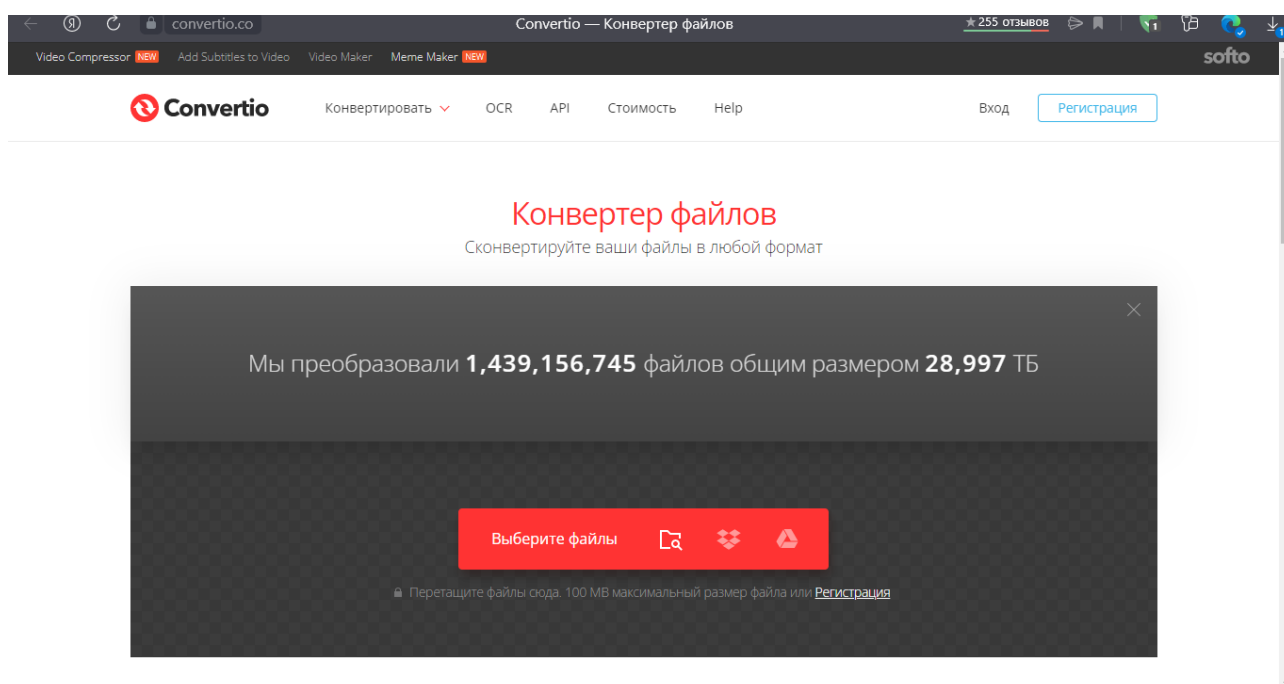 Я convertio.co Convertio — Конвертер файлов ★255 отзывов 1 1
Video Compressor NEW Add Subtitles to Video Video Maker Meme Maker NEW softo
Convertio Конвертировать OCR API Стоимость Help Вход Регистрация
Конвертер файлов
Сконвертируйте ваши файлы в любой формат
Мы преобразовали 1,439,156,745 файлов общим размером 28,997 ТБ
Выберите файлы
Перетащите файлы сюда. 100 MB максимальный размер файла или Регистрация